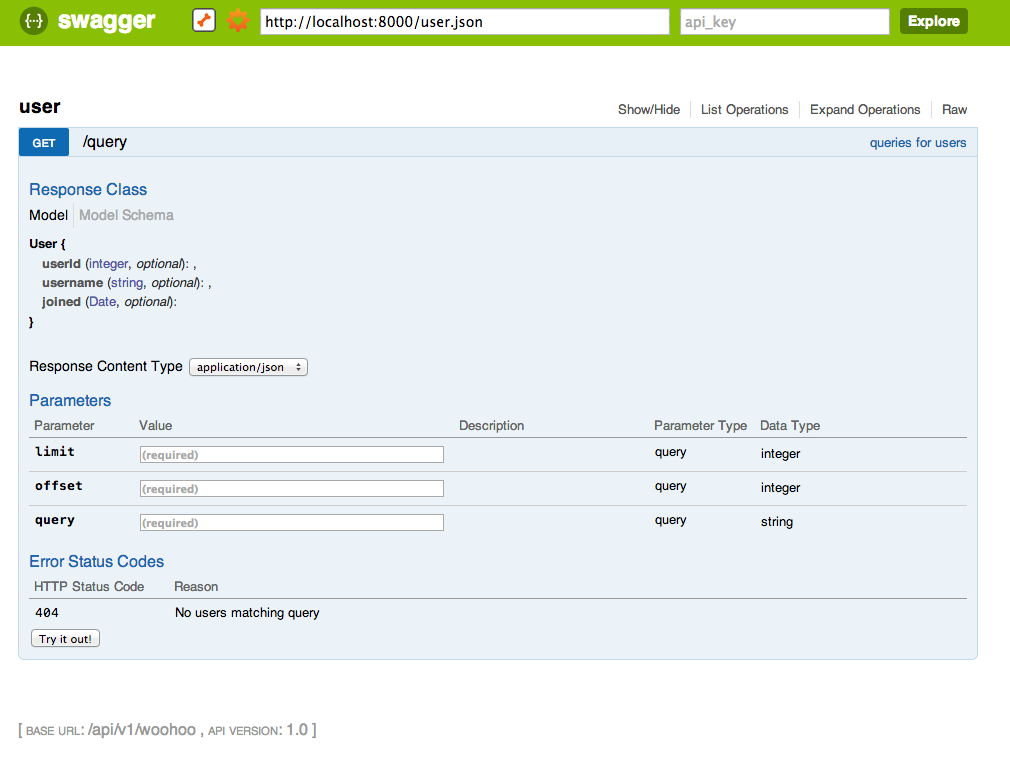 {··} swagger http://localhost:8000/user.json api_key Explore
user Show/Hide List Operations Expand Operations Raw
GET /query queries for users
Response Class
Model Model Schema
User {
userId (integer, optional): ,
username (string, optional): ,
joined (Date, optional):
}
Response Content Type application/json
Parameters
Parameter Value Description Parameter Type Data Type
limit (required) query integer
offset (required) query integer
query (required) query string
Error Status Codes
HTTP Status Code Reason
404 No users matching query
Try it out!
[ BASE URL: /api/v1/woohoo , API VERSION: 1.0 ]